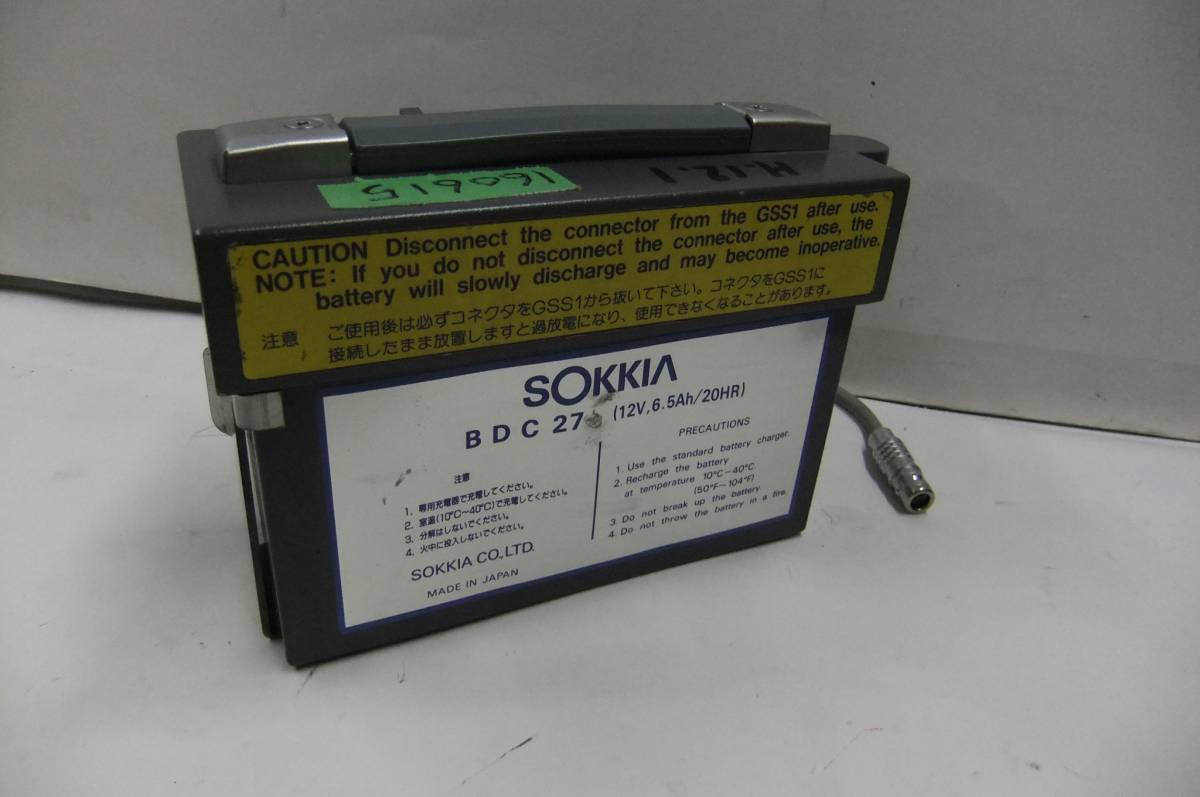 H.12.1
160615
CAUTION Disconnect the connector from the GSS1 after use.
NOTE: If you do not disconnect the connector after use, the
battery will slowly discharge and may become inoperative.
注意 ご使用後は必ずコネクタをGSS1から抜いて下さい。コネクタをGSS1に
接続したまま放置しますと過放電になり、使用できなくなることがあります。
SOKKIA
BDC 27 (12V, 6.5Ah/20HR)
注意
1. 専用充電器で充電してください。
2. 室温(10℃~40℃)で充電してください。
3. 分解はしないでください。
4. 火中に投入しないでください。
SOKKIA CO., LTD.
MADE IN JAPAN
PRECAUTIONS
1. Use the standard battery charger.
2. Recharge the battery
at temperature 10℃~40℃.
(50°F~104°F)
3. Do not break up the battery.
4. Do not throw the battery in a fire.